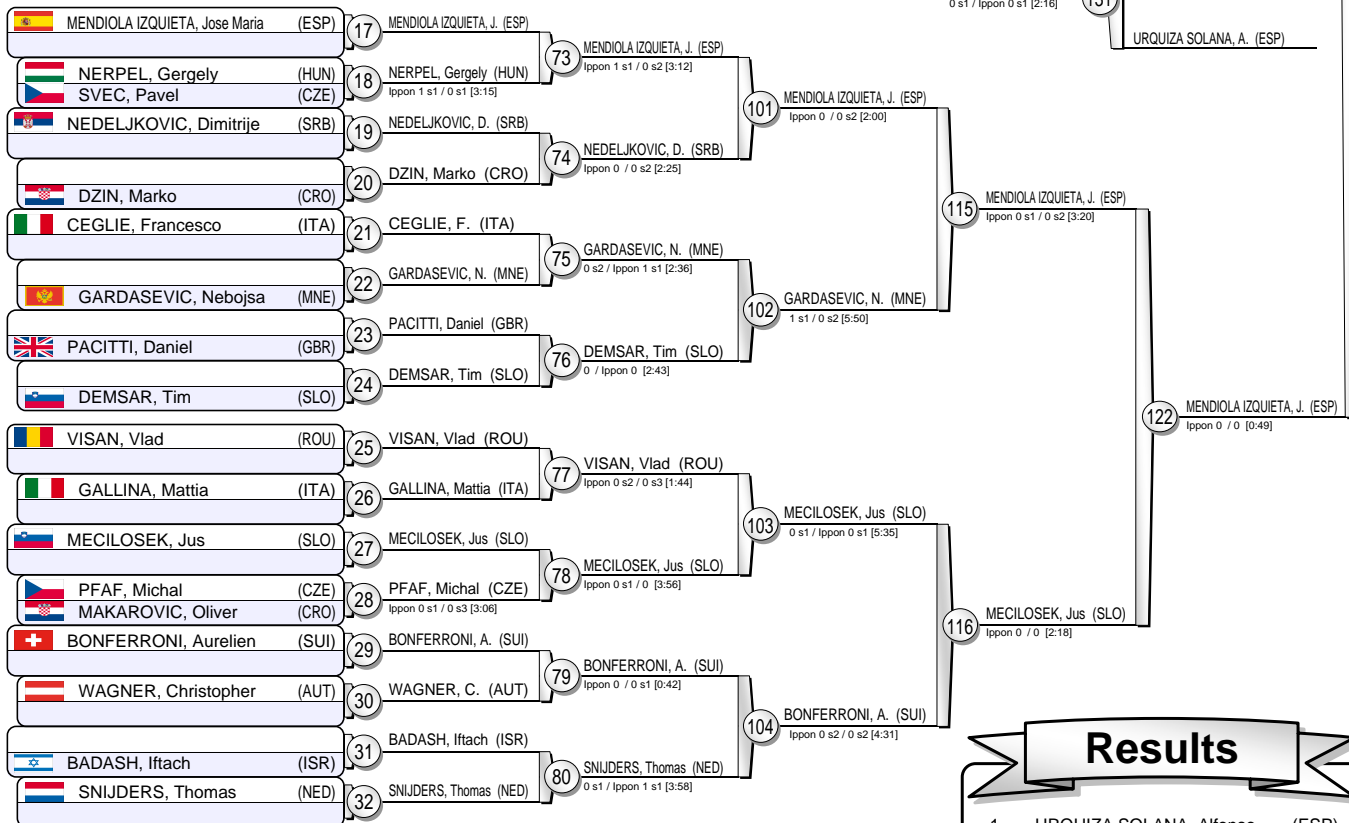 0 s1 / Ippon 0 s1 [2:16]
131
URQUIZA SOLANA, A. (ESP)
MENDIOLA IZQUIETA, Jose Maria (ESP)
NERPEL, Gergely (HUN)
SVEC, Pavel (CZE)
NEDELJKOVIC, Dimitrije (SRB)
DZIN, Marko (CRO)
CEGLIE, Francesco (ITA)
GARDASEVIC, Nebojsa (MNE)
PACITTI, Daniel (GBR)
DEMSAR, Tim (SLO)
VISAN, Vlad (ROU)
GALLINA, Mattia (ITA)
MECILOSEK, Jus (SLO)
PFAF, Michal (CZE)
MAKAROVIC, Oliver (CRO)
BONFERRONI, Aurelien (SUI)
WAGNER, Christopher (AUT)
BADASH, Iftach (ISR)
SNIJDERS, Thomas (NED)
17 MENDIOLA IZQUIETA, J. (ESP)
18 NERPEL, Gergely (HUN)
Ippon 1 s1 / 0 s1 [3:15]
19 NEDELJKOVIC, D. (SRB)
20 DZIN, Marko (CRO)
21 CEGLIE, F. (ITA)
22 GARDASEVIC, N. (MNE)
23 PACITTI, Daniel (GBR)
24 DEMSAR, Tim (SLO)
25 VISAN, Vlad (ROU)
26 GALLINA, Mattia (ITA)
27 MECILOSEK, Jus (SLO)
28 PFAF, Michal (CZE)
Ippon 0 s1 / 0 s3 [3:06]
29 BONFERRONI, A. (SUI)
30 WAGNER, C. (AUT)
31 BADASH, Iftach (ISR)
32 SNIJDERS, Thomas (NED)
73 MENDIOLA IZQUIETA, J. (ESP)
Ippon 1 s1 / 0 s2 [3:12]
74 NEDELJKOVIC, D. (SRB)
Ippon 0 / 0 s2 [2:25]
75 GARDASEVIC, N. (MNE)
0 s2 / Ippon 1 s1 [2:36]
76 DEMSAR, Tim (SLO)
0 / Ippon 0 [2:43]
77 VISAN, Vlad (ROU)
Ippon 0 s2 / 0 s3 [1:44]
78 MECILOSEK, Jus (SLO)
Ippon 0 s1 / 0 [3:56]
79 BONFERRONI, A. (SUI)
Ippon 0 / 0 s1 [0:42]
80 SNIJDERS, Thomas (NED)
0 s1 / Ippon 1 s1 [3:58]
101 MENDIOLA IZQUIETA, J. (ESP)
Ippon 0 / 0 s2 [2:00]
102 GARDASEVIC, N. (MNE)
1 s1 / 0 s2 [5:50]
103 MECILOSEK, Jus (SLO)
0 s1 / Ippon 0 s1 [5:35]
104 BONFERRONI, A. (SUI)
Ippon 0 s2 / 0 s2 [4:31]
115 MENDIOLA IZQUIETA, J. (ESP)
Ippon 0 s1 / 0 s2 [3:20]
116 MECILOSEK, Jus (SLO)
Ippon 0 / 0 [2:18]
122 MENDIOLA IZQUIETA, J. (ESP)
Ippon 0 / 0 [0:49]
Results
1 URQUIZA SOLANA, Alfonso (ESP)